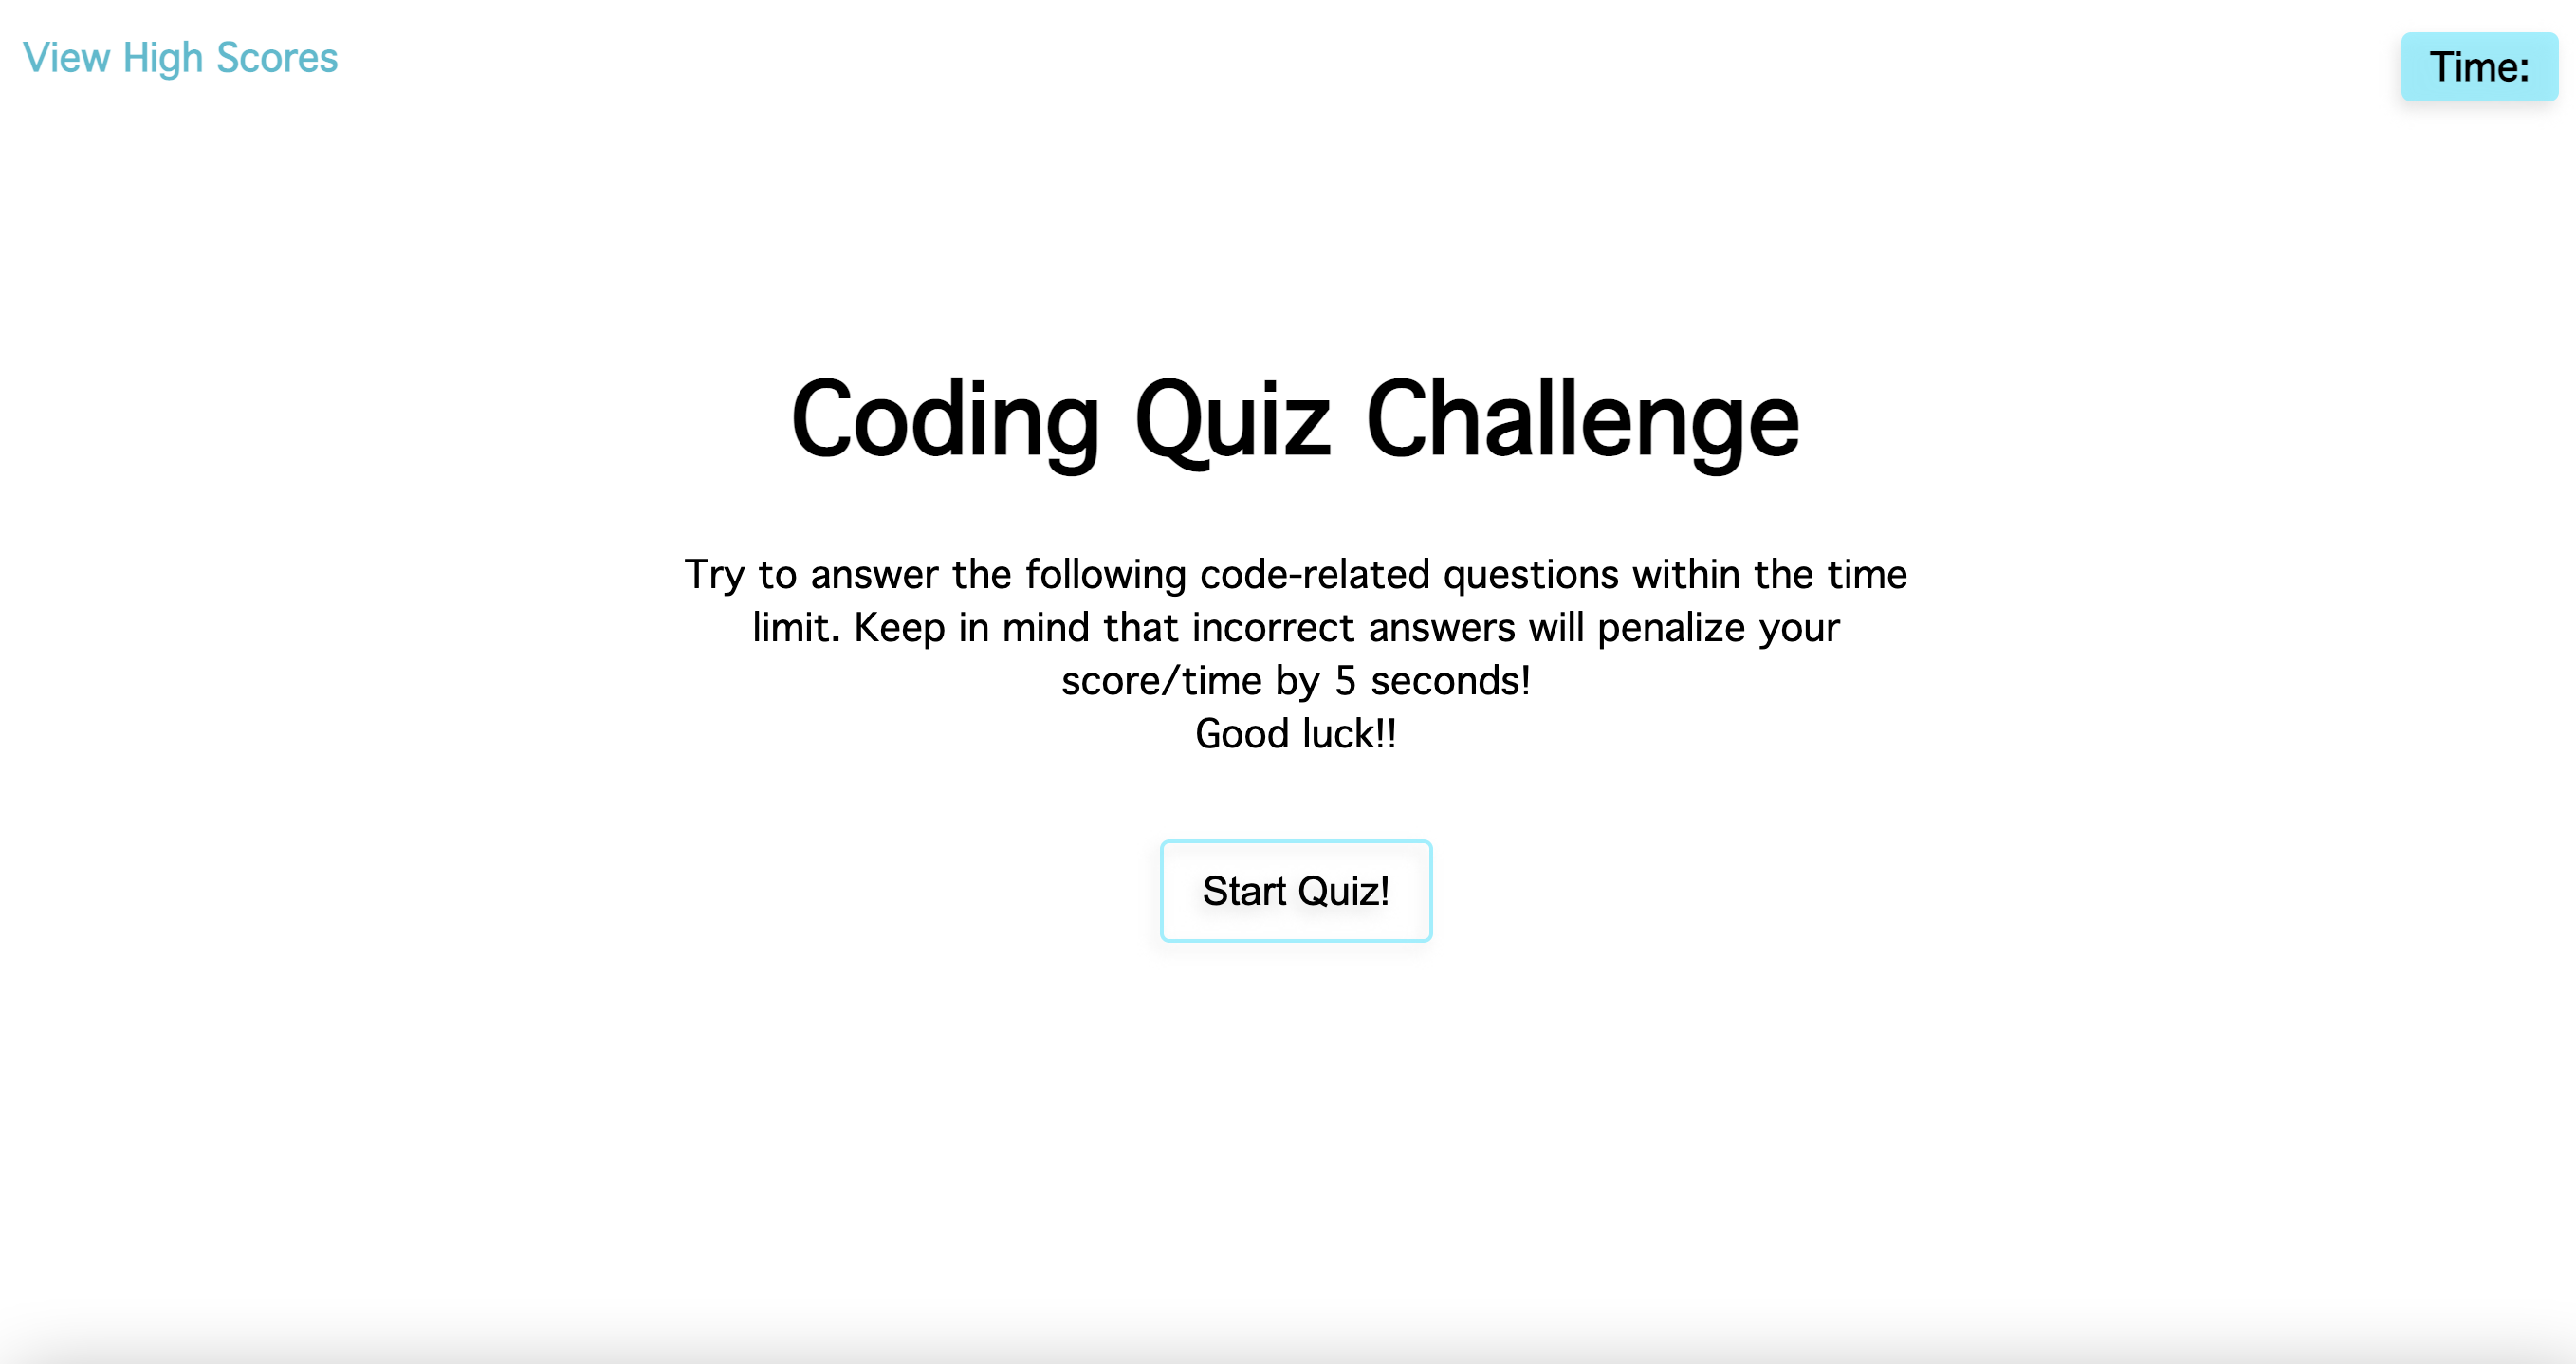 View High Scores
Time:
Coding Quiz Challenge
Try to answer the following code-related questions within the time
limit. Keep in mind that incorrect answers will penalize your
score/time by 5 seconds!
Good luck!!
Start Quiz!